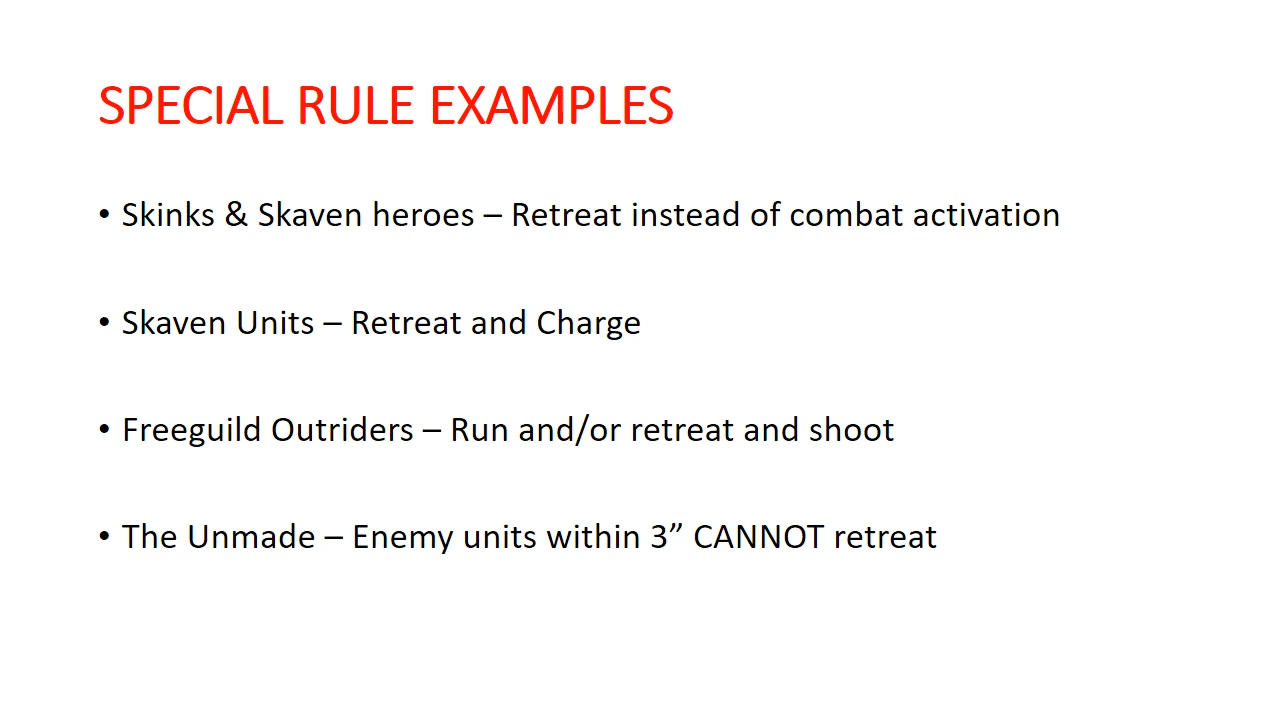 SPECIAL RULE EXAMPLES
• Skinks & Skaven heroes – Retreat instead of combat activation
• Skaven Units – Retreat and Charge
• Freeguild Outriders – Run and/or retreat and shoot
• The Unmade – Enemy units within 3” CANNOT retreat